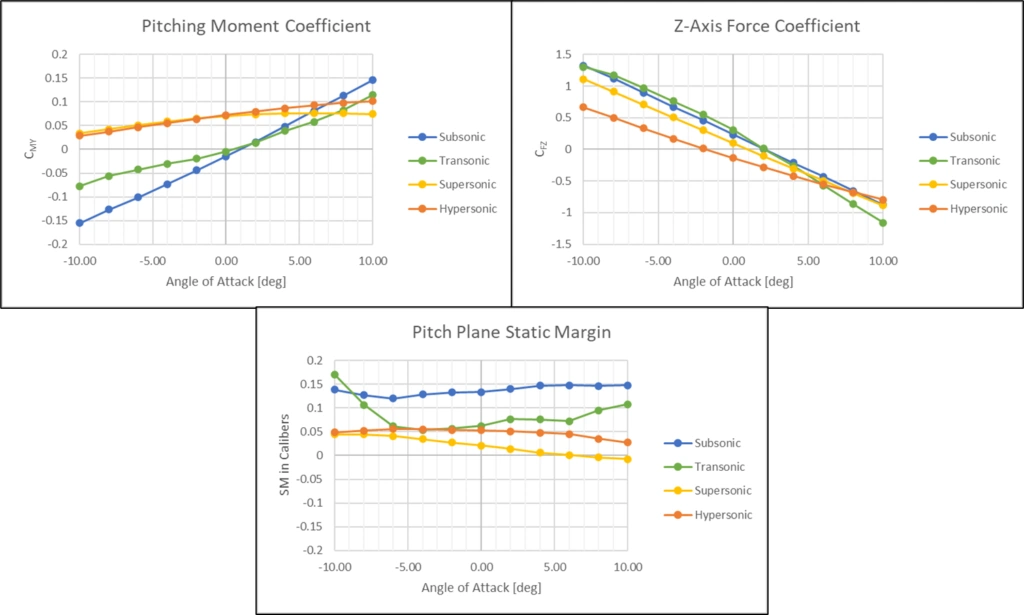 Pitching Moment Coefficient
0.2
0.15
0.1
0.05
0
-0.05
-0.1
-0.15
-0.2
C_MY
-10.00 -5.00 0.00 5.00 10.00
Angle of Attack [deg]
Subsonic
Transonic
Supersonic
Hypersonic
Z-Axis Force Coefficient
1.5
1
0.5
0
-0.5
-1
-1.5
C_FZ
-10.00 -5.00 0.00 5.00 10.00
Angle of Attack [deg]
Subsonic
Transonic
Supersonic
Hypersonic
Pitch Plane Static Margin
0.2
0.15
0.1
0.05
0
-0.05
-0.1
-0.15
-0.2
SM in Calibers
-10.00 -5.00 0.00 5.00 10.00
Angle of Attack [deg]
Subsonic
Transonic
Supersonic
Hypersonic